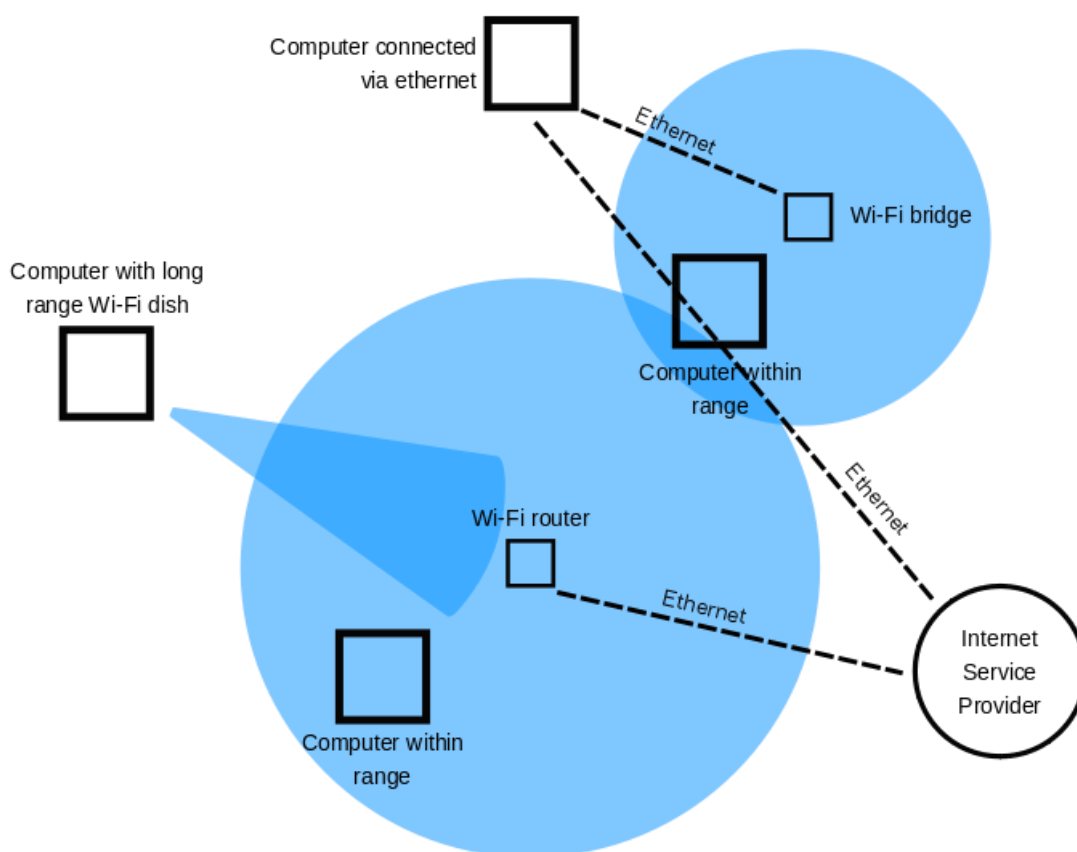 Computer connected
via ethernet
Ethernet
Wi-Fi bridge
Computer with long
range Wi-Fi dish
Computer within
range
Ethernet
Wi-Fi router
Ethernet
Internet
Service
Provider
Computer within
range